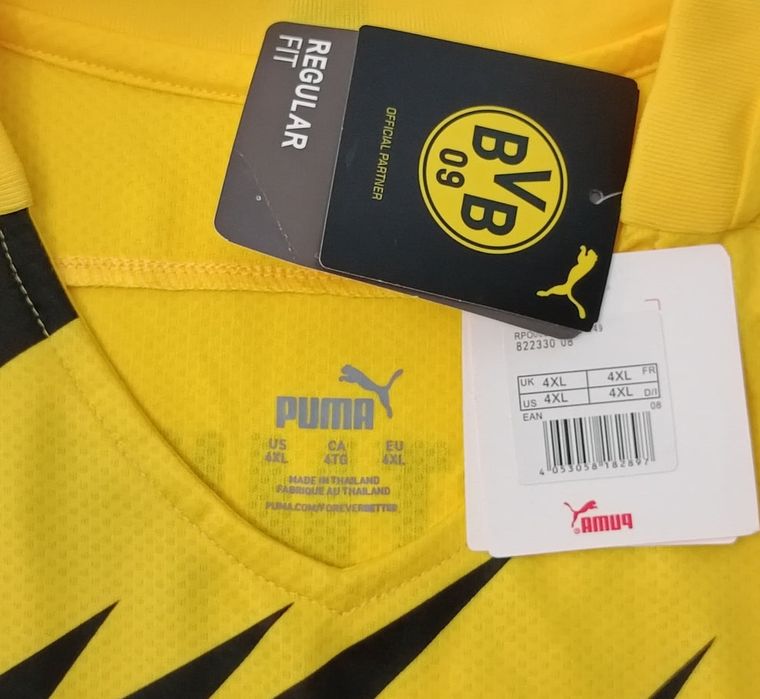 REGULAR
FIT
OFFICIAL PARTNER
BVB
09
B22330 08
UK 4XL 4XL FR
US 4XL 4XL D/I
EAN 08
4 053058 182897
PUMA
PUMA
US CA EU
4XL 4TG 4XL
MADE IN THAILAND
FABRIQUE AU THAILAND
PUMA.COM/FOREVERBETTER